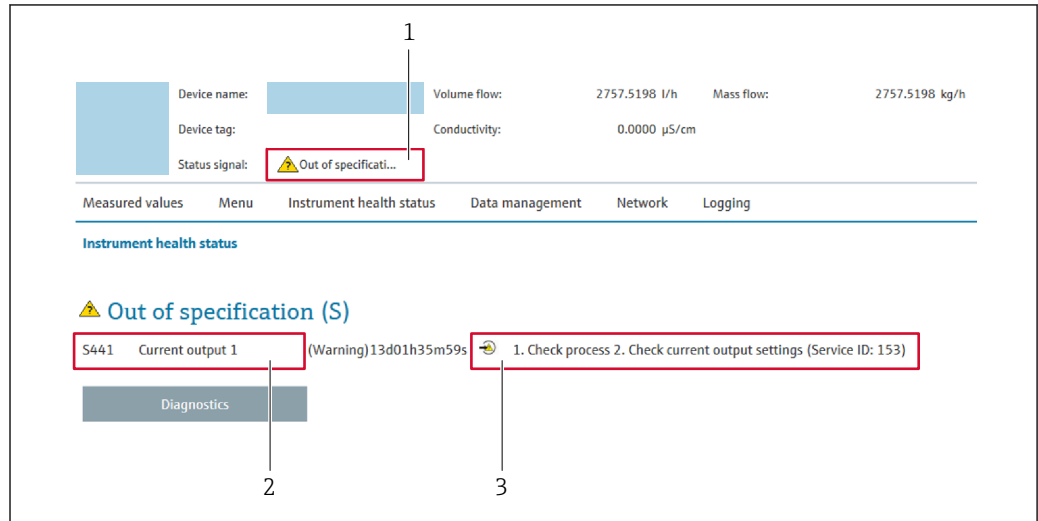 1
Device name: Volume flow: 2757.5198 l/h Mass flow: 2757.5198 kg/h
Device tag: Conductivity: 0.0000 µS/cm
Status signal: Out of specificati...
Measured values Menu Instrument health status Data management Network Logging
Instrument health status
Out of specification (S)
S441 Current output 1 (Warning)13d01h35m59s 1. Check process 2. Check current output settings (Service ID: 153)
Diagnostics
2 3